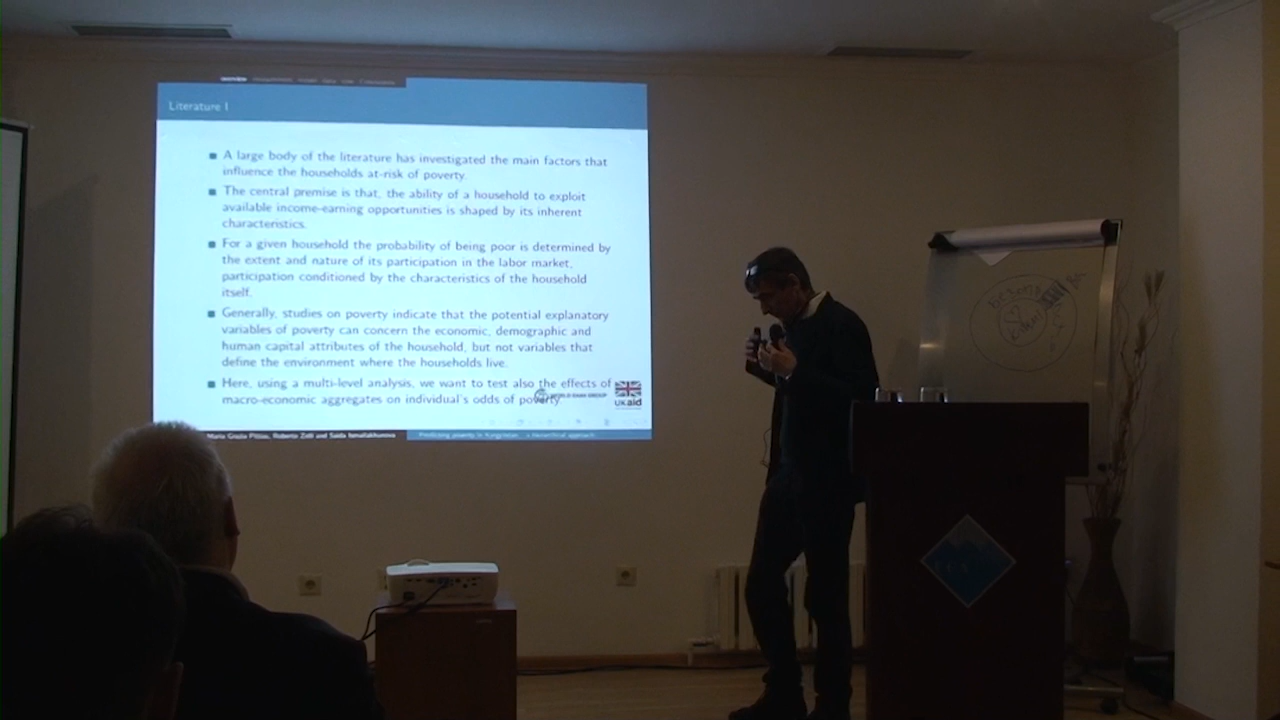 Literature I
A large body of the literature has investigated the main factors that
influence the households at-risk of poverty.
The central premise is that, the ability of a household to exploit
available income-earning opportunities is shaped by its inherent
characteristics.
For a given household the probability of being poor is determined by
the extent and nature of its participation in the labor market,
participation conditioned by the characteristics of the household
itself.
Generally, studies on poverty indicate that the potential explanatory
variables of poverty can concern the economic, demographic and
human capital attributes of the household, but not variables that
define the environment where the households live.
Here, using a multi-level analysis, we want to test also the effects of
macro-economic aggregates on individual's odds of poverty.
WORLD BANK GROUP
UKaid
Maria Grazia Pittau, Roberto Zelli and Saida Ismailakhunova
Predicting poverty in Kyrgyzstan: a hierarchical approach